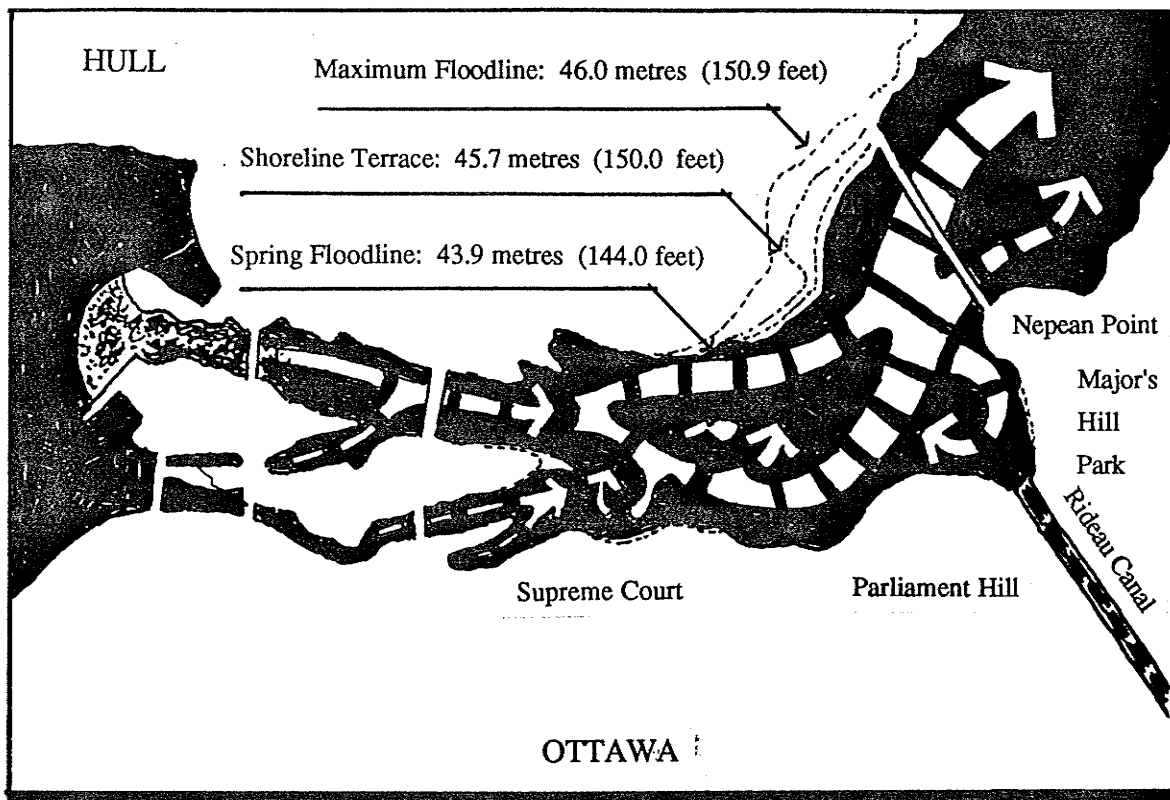 HULL
Maximum Floodline: 46.0 metres (150.9 feet)
Shoreline Terrace: 45.7 metres (150.0 feet)
Spring Floodline: 43.9 metres (144.0 feet)
Nepean Point
Major's
Hill
Park
Rideau Canal
Supreme Court
Parliament Hill
OTTAWA